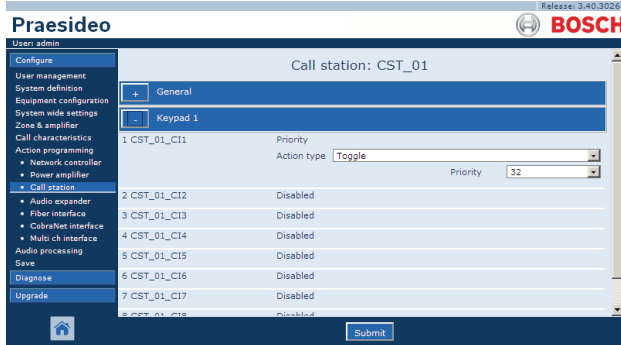 Release: 3.40.3026
Praesideo
BOSCH
User: admin
Configure
User management
System definition
Equipment configuration
System wide settings
Zone & amplifier
Call characteristics
Action programming
• Network controller
• Power amplifier
• Call station
• Audio expander
• Fiber interface
• CobraNet interface
• Multi ch interface
Audio processing
Save
Diagnose
Upgrade
Call station: CST_01
+ General
- Keypad 1
1 CST_01_CI1 Priority
Action type Toggle
Priority 32
2 CST_01_CI2 Disabled
3 CST_01_CI3 Disabled
4 CST_01_CI4 Disabled
5 CST_01_CI5 Disabled
6 CST_01_CI6 Disabled
7 CST_01_CI7 Disabled
8 CST_01_CI8 Disabled
Submit